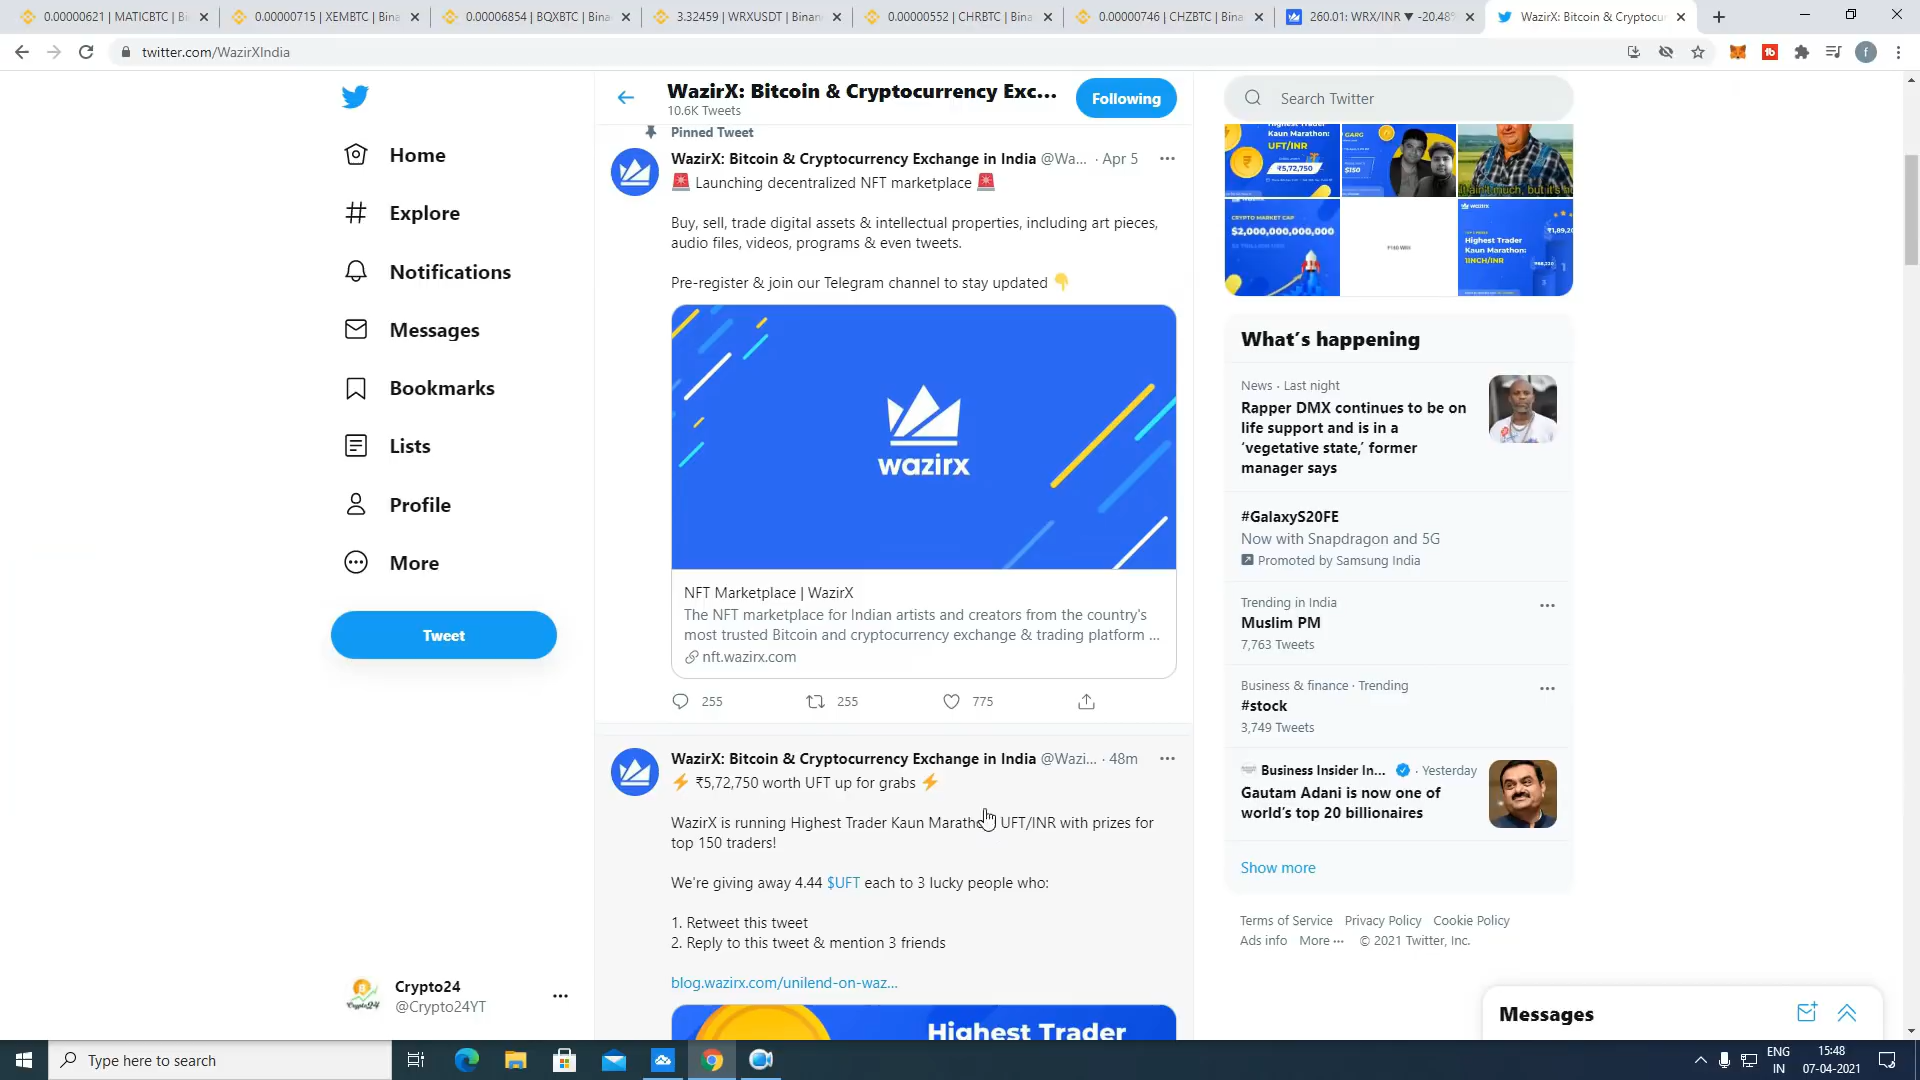 0.00000621 | MATICBTC | Bi
0.00000715 | XEMBTC | Bina
0.00006854 | BQXBTC | Bina
3.32459 | WRXUSDT | Binan
0.00000552 | CHRBTC | Bina
0.00000746 | CHZBTC | Bina
260.01: WRX/INR ▼ -20.48%
WazirX: Bitcoin & Cryptocur
twitter.com/WazirXIndia
Home
Explore
Notifications
Messages
Bookmarks
Lists
Profile
More
Tweet
Crypto24
@Crypto24YT
WazirX: Bitcoin & Cryptocurrency Exc...
10.6K Tweets
Following
Pinned Tweet
WazirX: Bitcoin & Cryptocurrency Exchange in India @Wa... · Apr 5
🚨 Launching decentralized NFT marketplace 🚨
Buy, sell, trade digital assets & intellectual properties, including art pieces,
audio files, videos, programs & even tweets.
Pre-register & join our Telegram channel to stay updated 👇
wazirx
NFT Marketplace | WazirX
The NFT marketplace for Indian artists and creators from the country's
most trusted Bitcoin and cryptocurrency exchange & trading platform ...
nft.wazirx.com
255 255 775
WazirX: Bitcoin & Cryptocurrency Exchange in India @Wazi... · 48m
⚡ ₹5,72,750 worth UFT up for grabs ⚡
WazirX is running Highest Trader Kaun Marathon UFT/INR with prizes for
top 150 traders!
We're giving away 4.44 $UFT each to 3 lucky people who:
1. Retweet this tweet
2. Reply to this tweet & mention 3 friends
blog.wazirx.com/unilend-on-waz...
Highest Trader
Search Twitter
Highest Trader
Kaun Marathon:
UFT/INR
₹5,72,750
GARG
$150
CRYPTO MARKET CAP
$2,000,000,000,000
Highest Trader
Kaun Marathon:
1INCH/INR
What's happening
News · Last night
Rapper DMX continues to be on
life support and is in a
'vegetative state,' former
manager says
#GalaxyS20FE
Now with Snapdragon and 5G
Promoted by Samsung India
Trending in India
Muslim PM
7,763 Tweets
Business & finance · Trending
#stock
3,749 Tweets
Business Insider In... · Yesterday
Gautam Adani is now one of
world's top 20 billionaires
Show more
Terms of Service Privacy Policy Cookie Policy
Ads info More ··· © 2021 Twitter, Inc.
Messages
Type here to search
ENG
IN
15:48
07-04-2021